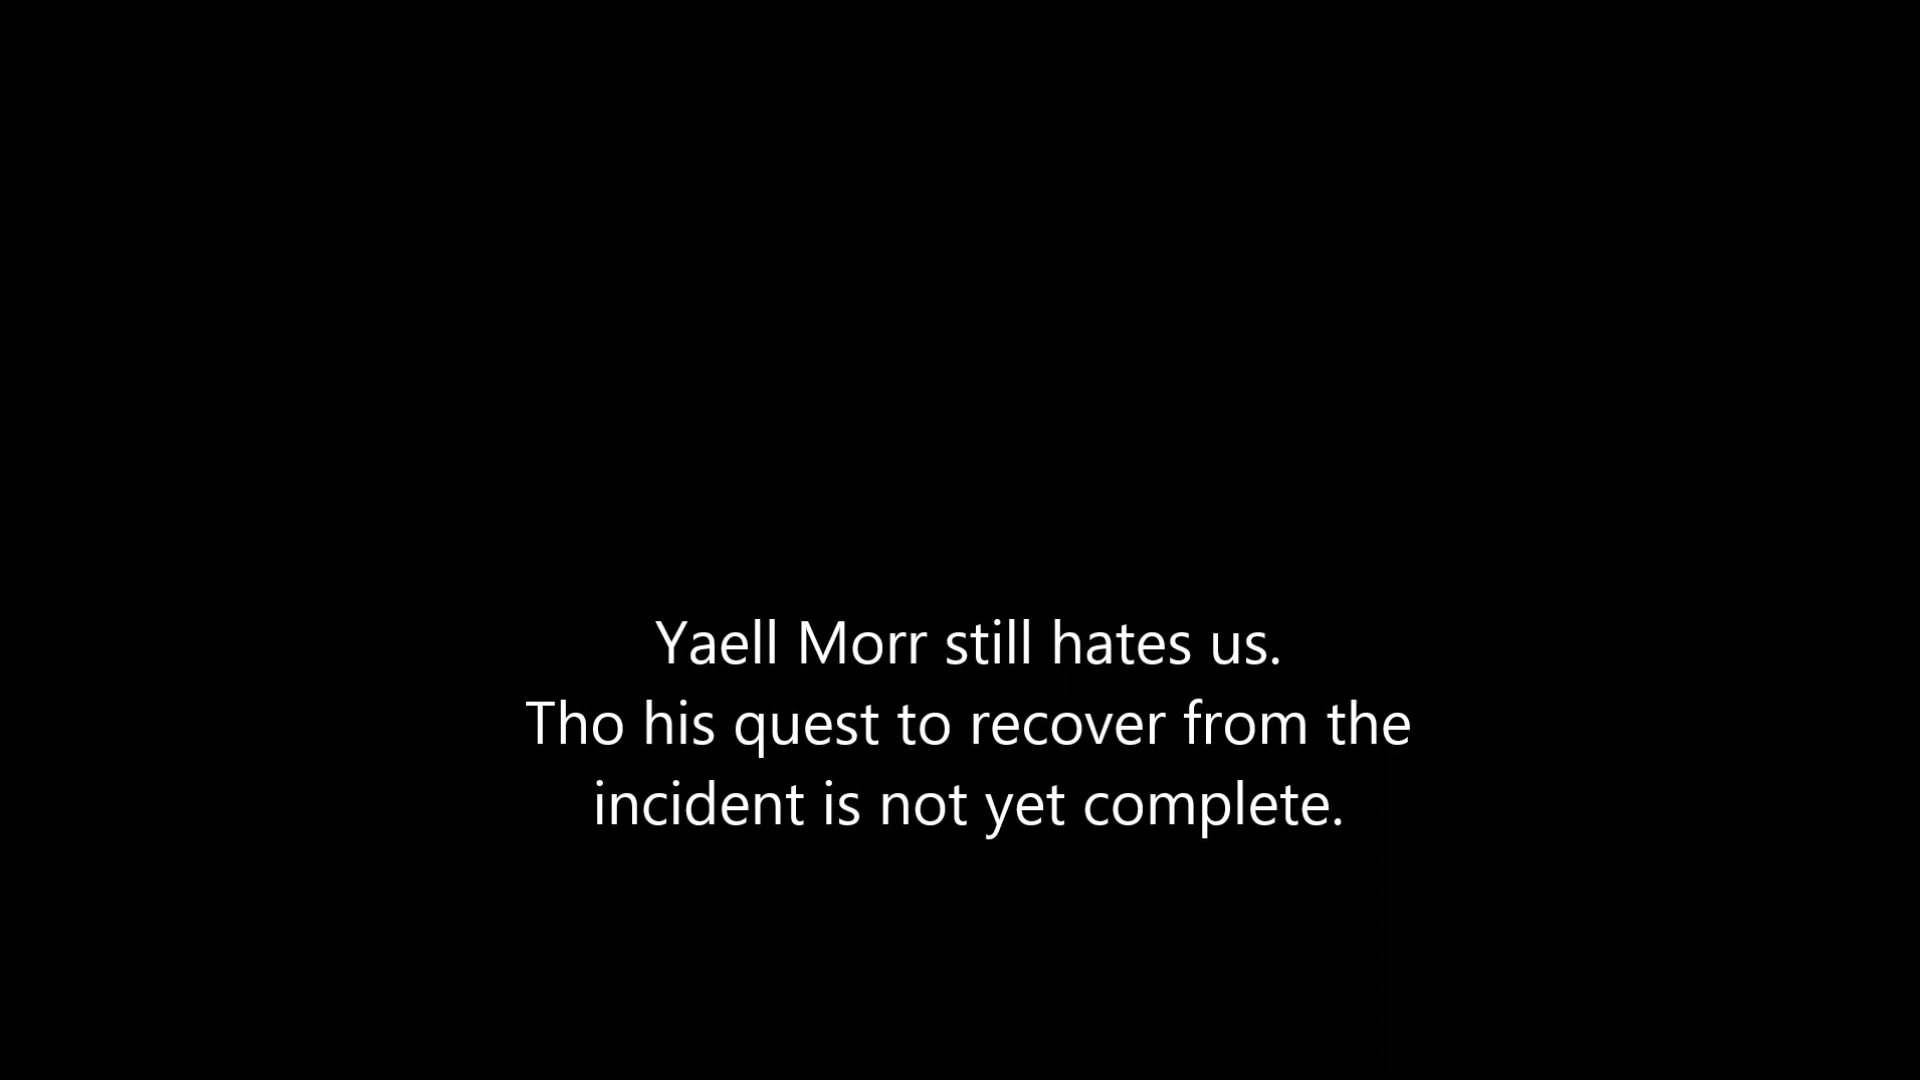 Yaell Morr still hates us.
Tho his quest to recover from the
incident is not yet complete.